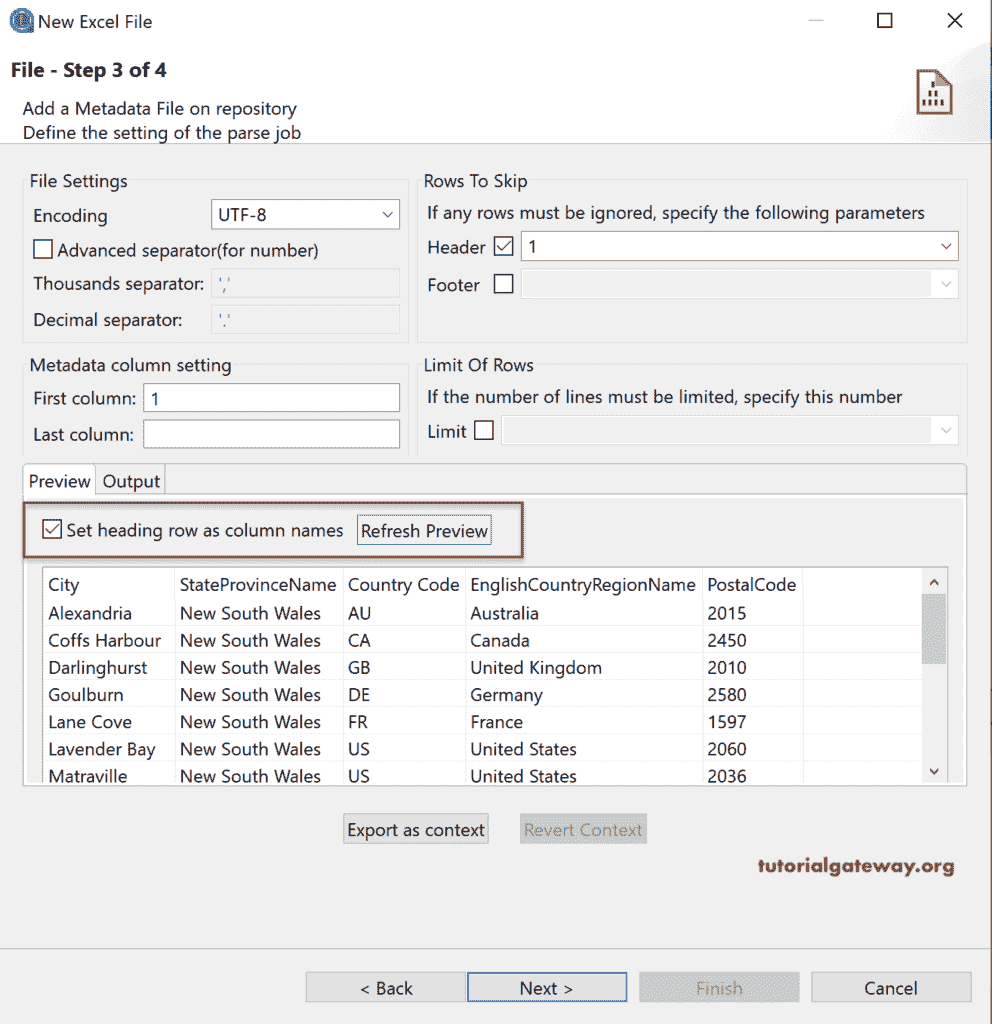 New Excel File
File - Step 3 of 4
Add a Metadata File on repository
Define the setting of the parse job
File Settings
Encoding UTF-8
Advanced separator(for number)
Thousands separator: ','
Decimal separator: '.'
Rows To Skip
If any rows must be ignored, specify the following parameters
Header 1
Footer
Metadata column setting
First column: 1
Last column:
Limit Of Rows
If the number of lines must be limited, specify this number
Limit
Preview Output
Set heading row as column names Refresh Preview
City StateProvinceName Country Code EnglishCountryRegionName PostalCode
Alexandria New South Wales AU Australia 2015
Coffs Harbour New South Wales CA Canada 2450
Darlinghurst New South Wales GB United Kingdom 2010
Goulburn New South Wales DE Germany 2580
Lane Cove New South Wales FR France 1597
Lavender Bay New South Wales US United States 2060
Matraville New South Wales US United States 2036
Export as context Revert Context
tutorialgateway.org
< Back Next > Finish Cancel